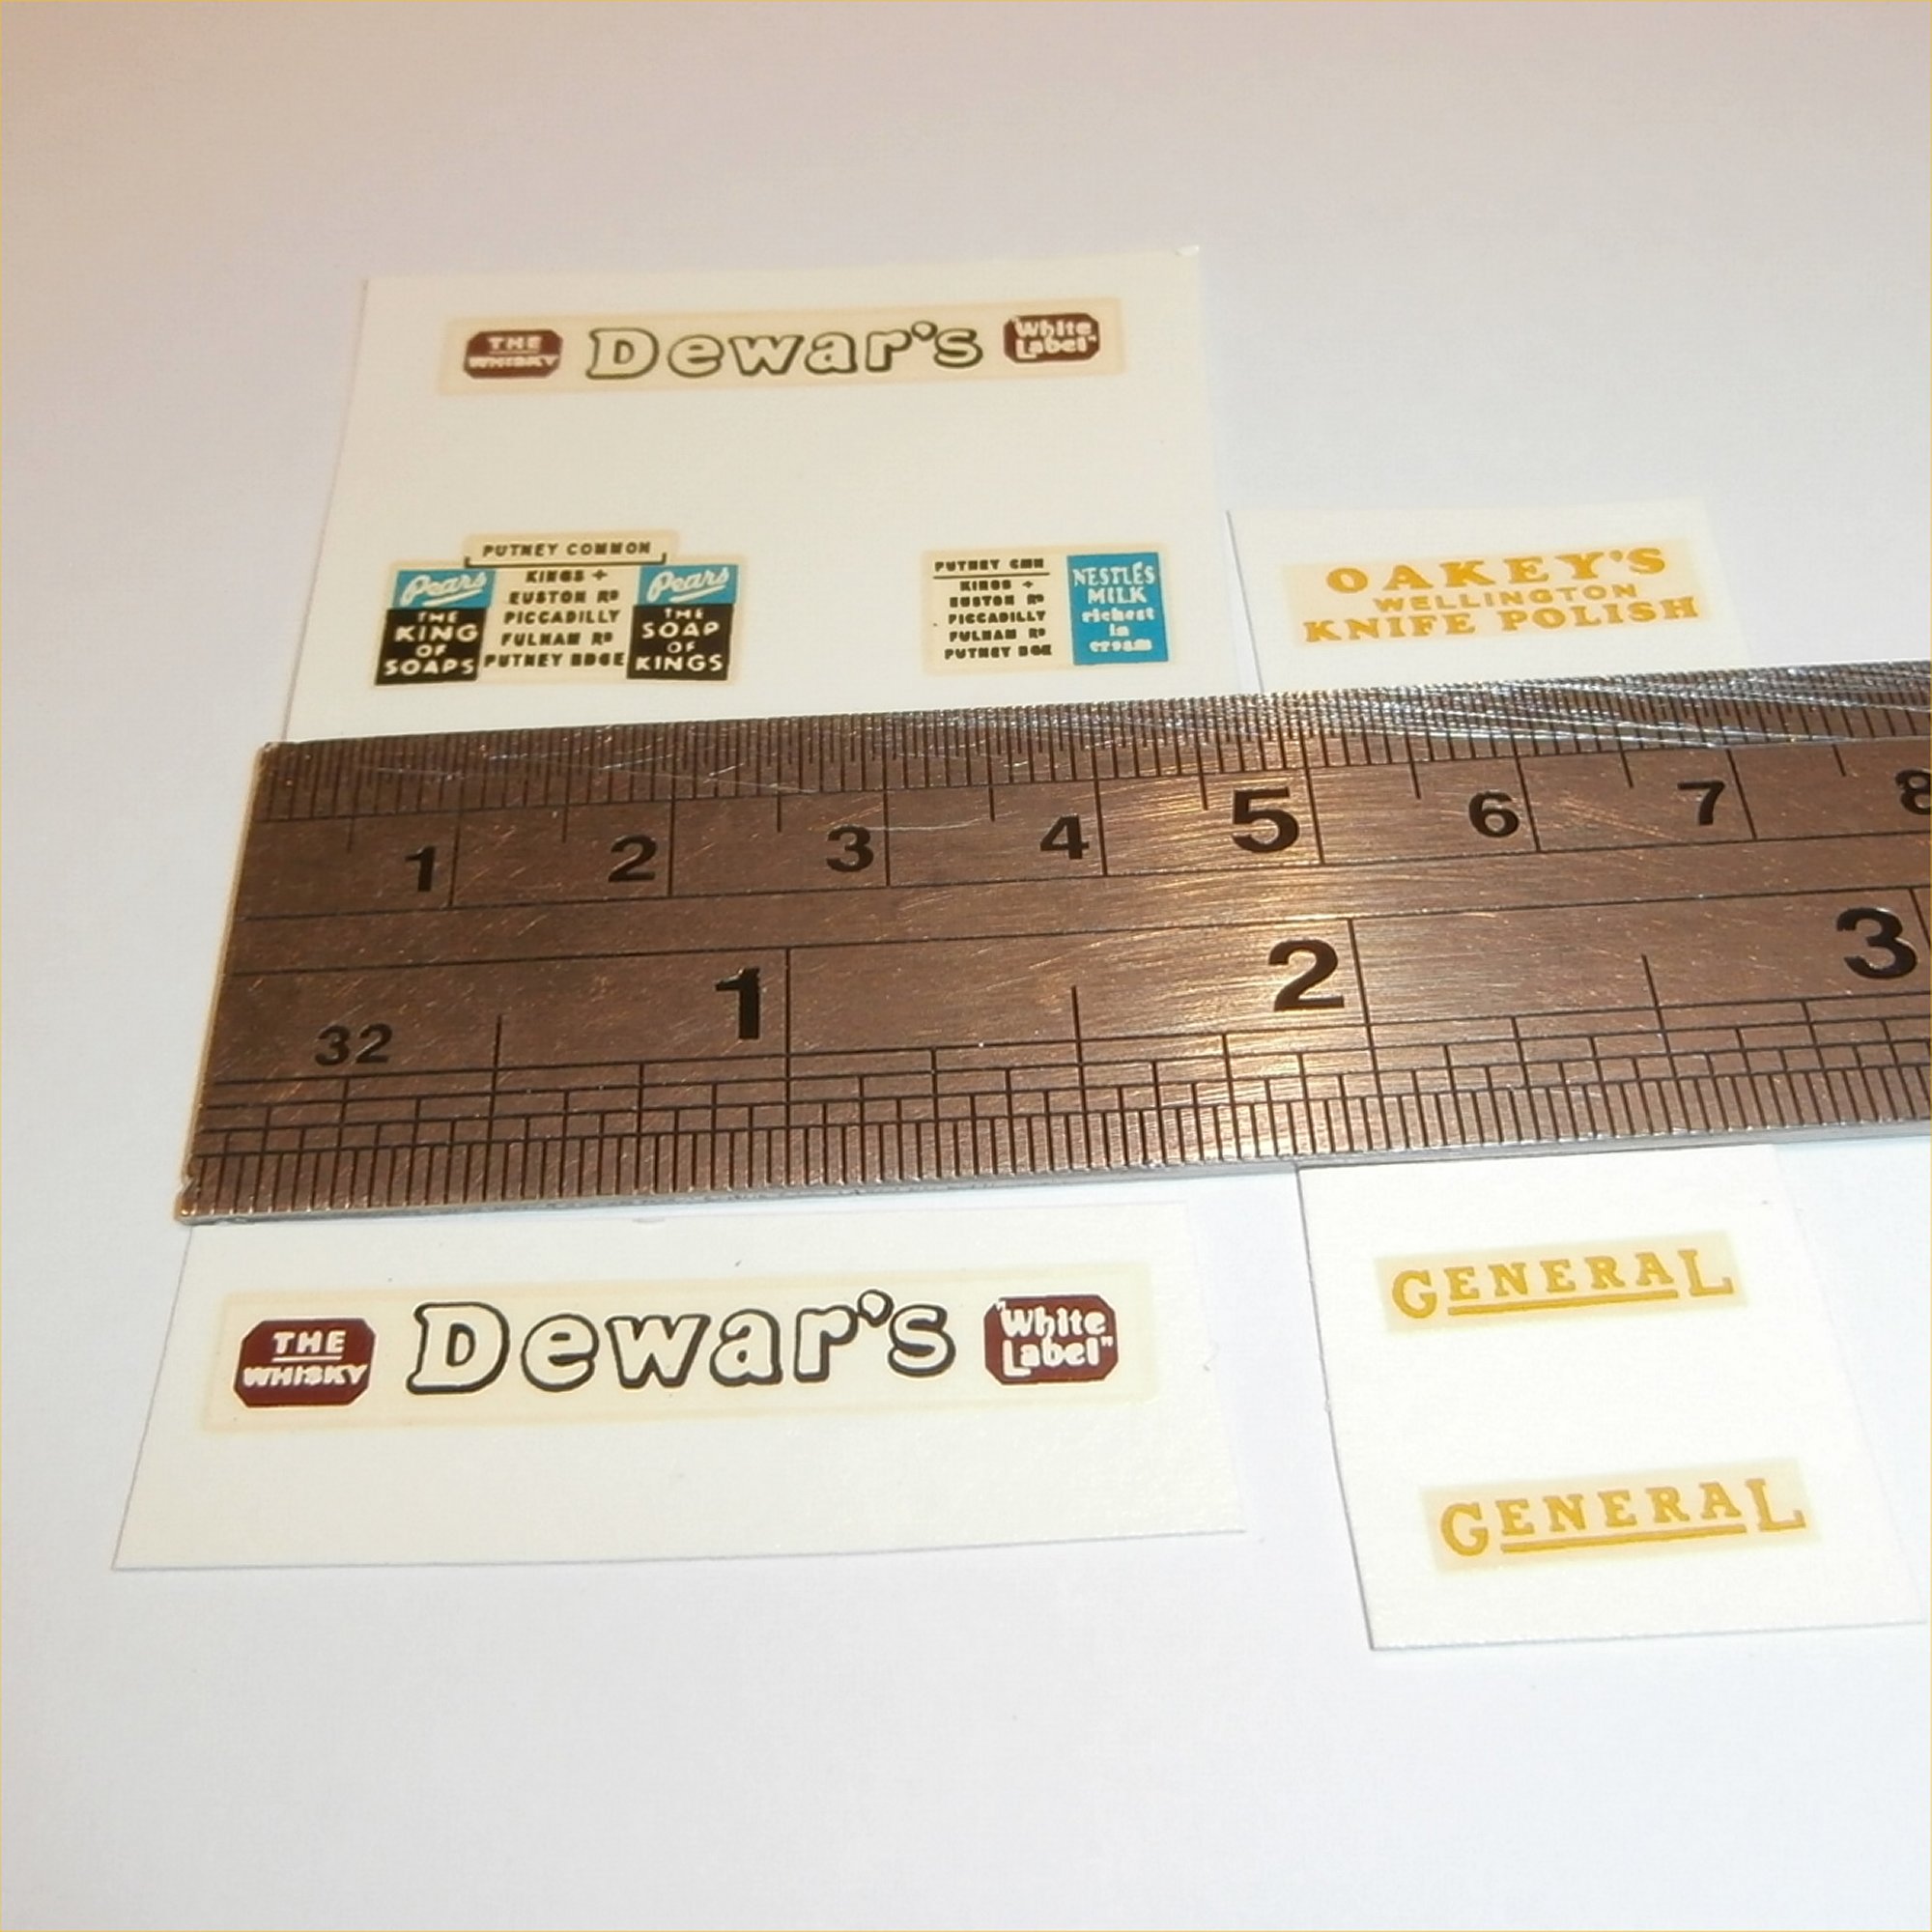 THE
WHISKY
Dewar's
"White
Label"
PUTNEY COMMON
Pears
THE
KING
OF
SOAPS
KINGS +
EUSTON RD
PICCADILLY
FULHAM RD
PUTNEY BDGE
Pears
THE
SOAP
OF
KINGS
PUTNEY CMN
KINGS +
EUSTON RD
PICCADILLY
FULHAM RD
PUTNEY BGE
NESTLÉS
MILK
richest
in
cream
OAKEY'S
WELLINGTON
KNIFE POLISH
1 2 3 4 5 6 7 8
1 2 3
32
THE
WHISKY
Dewar's
"White
Label"
GENERAL
GENERAL